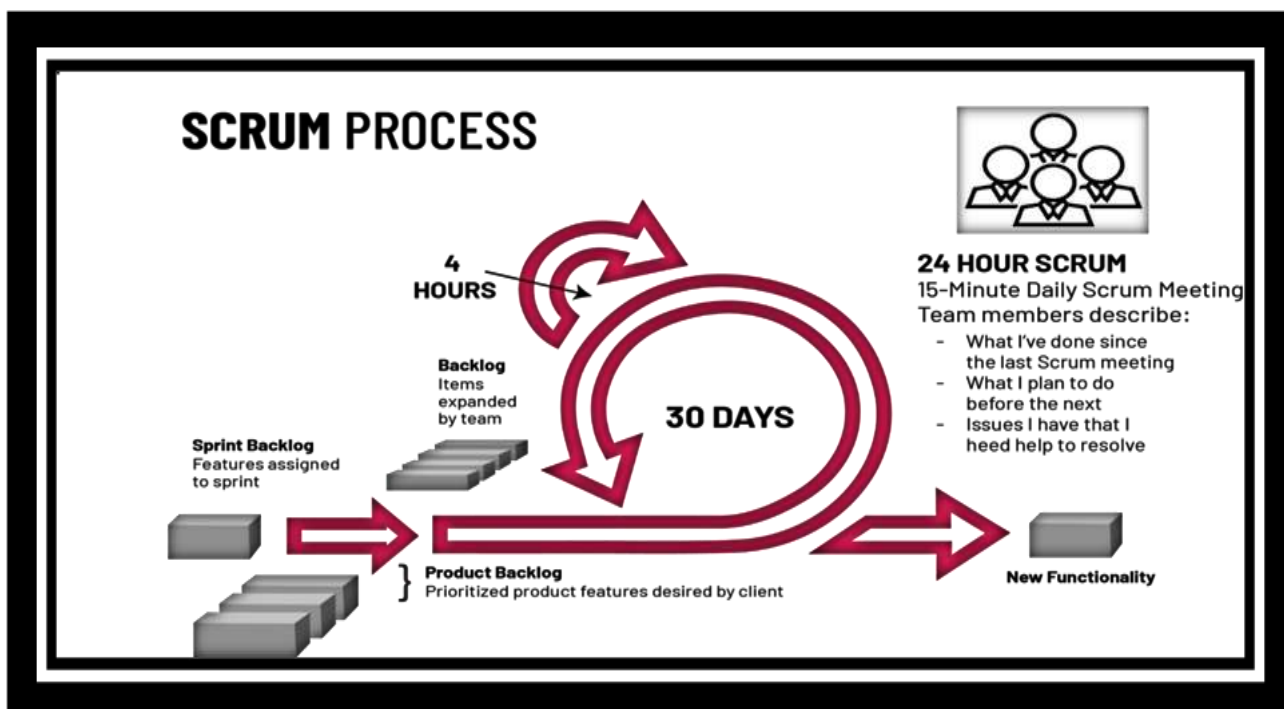 SCRUM PROCESS
4
HOURS
30 DAYS
Backlog
Items
expanded
by team
Sprint Backlog
Features assigned
to sprint
} Product Backlog
Prioritized product features desired by client
24 HOUR SCRUM
15-Minute Daily Scrum Meeting
Team members describe:
- What I've done since
the last Scrum meeting
- What I plan to do
before the next
- Issues I have that I
heed help to resolve
New Functionality